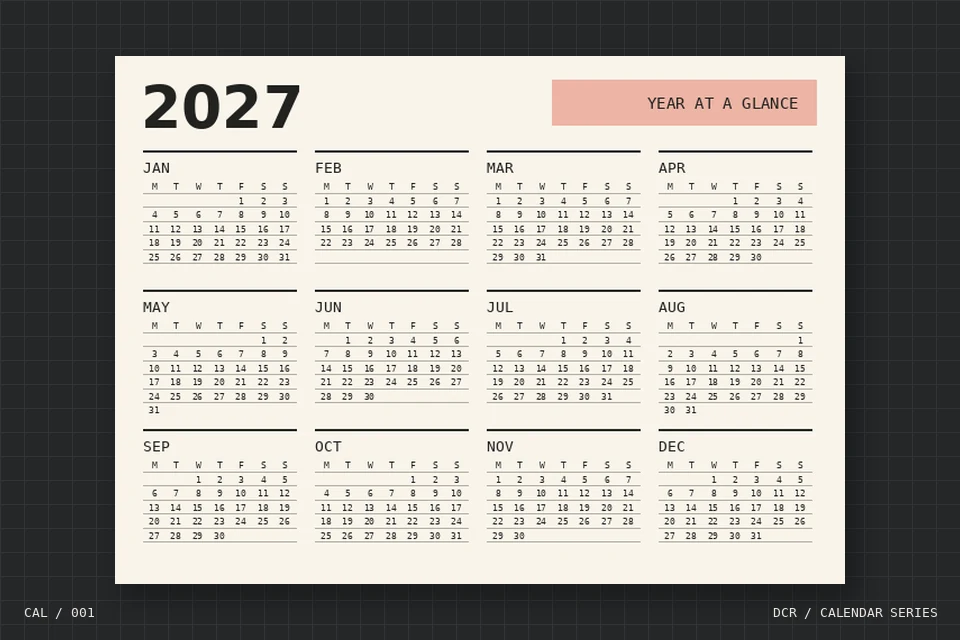 2027
YEAR AT A GLANCE
JAN
M T W T F S S
1 2 3
4 5 6 7 8 9 10
11 12 13 14 15 16 17
18 19 20 21 22 23 24
25 26 27 28 29 30 31
FEB
M T W T F S S
1 2 3 4 5 6 7
8 9 10 11 12 13 14
15 16 17 18 19 20 21
22 23 24 25 26 27 28
MAR
M T W T F S S
1 2 3 4 5 6 7
8 9 10 11 12 13 14
15 16 17 18 19 20 21
22 23 24 25 26 27 28
29 30 31
APR
M T W T F S S
1 2 3 4
5 6 7 8 9 10 11
12 13 14 15 16 17 18
19 20 21 22 23 24 25
26 27 28 29 30
MAY
M T W T F S S
1 2
3 4 5 6 7 8 9
10 11 12 13 14 15 16
17 18 19 20 21 22 23
24 25 26 27 28 29 30
31
JUN
M T W T F S S
1 2 3 4 5 6
7 8 9 10 11 12 13
14 15 16 17 18 19 20
21 22 23 24 25 26 27
28 29 30
JUL
M T W T F S S
1 2 3 4
5 6 7 8 9 10 11
12 13 14 15 16 17 18
19 20 21 22 23 24 25
26 27 28 29 30 31
AUG
M T W T F S S
1
2 3 4 5 6 7 8
9 10 11 12 13 14 15
16 17 18 19 20 21 22
23 24 25 26 27 28 29
30 31
SEP
M T W T F S S
1 2 3 4 5
6 7 8 9 10 11 12
13 14 15 16 17 18 19
20 21 22 23 24 25 26
27 28 29 30
OCT
M T W T F S S
1 2 3
4 5 6 7 8 9 10
11 12 13 14 15 16 17
18 19 20 21 22 23 24
25 26 27 28 29 30 31
NOV
M T W T F S S
1 2 3 4 5 6 7
8 9 10 11 12 13 14
15 16 17 18 19 20 21
22 23 24 25 26 27 28
29 30
DEC
M T W T F S S
1 2 3 4 5
6 7 8 9 10 11 12
13 14 15 16 17 18 19
20 21 22 23 24 25 26
27 28 29 30 31
CAL / 001
DCR / CALENDAR SERIES